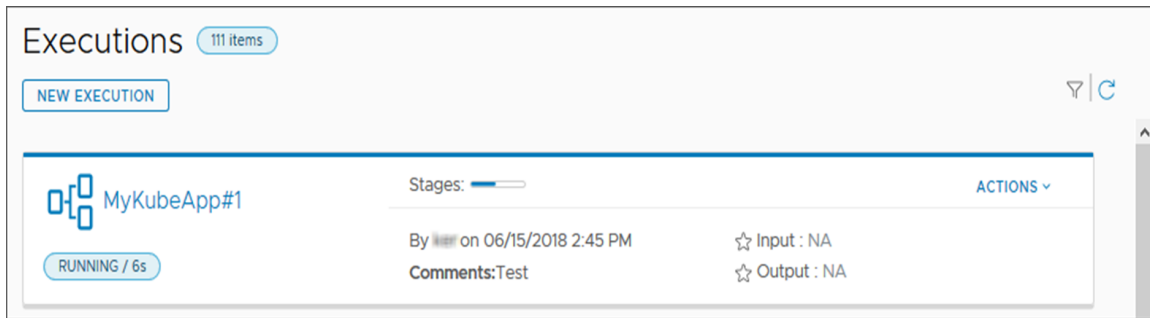 Executions 111 items
NEW EXECUTION
MyKubeApp#1
RUNNING / 6s
Stages:
ACTIONS
By on 06/15/2018 2:45 PM
Comments:Test
Input : NA
Output : NA